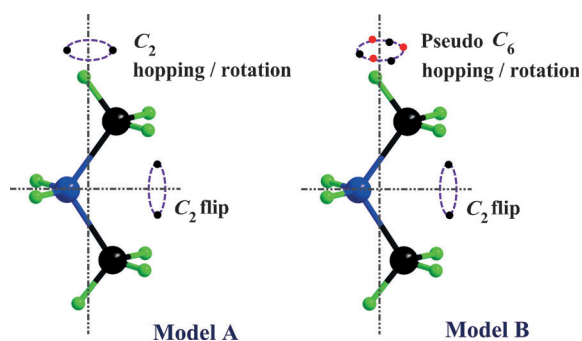 C₂
hopping / rotation
C₂ flip
Model A
Pseudo C₆
hopping / rotation
C₂ flip
Model B